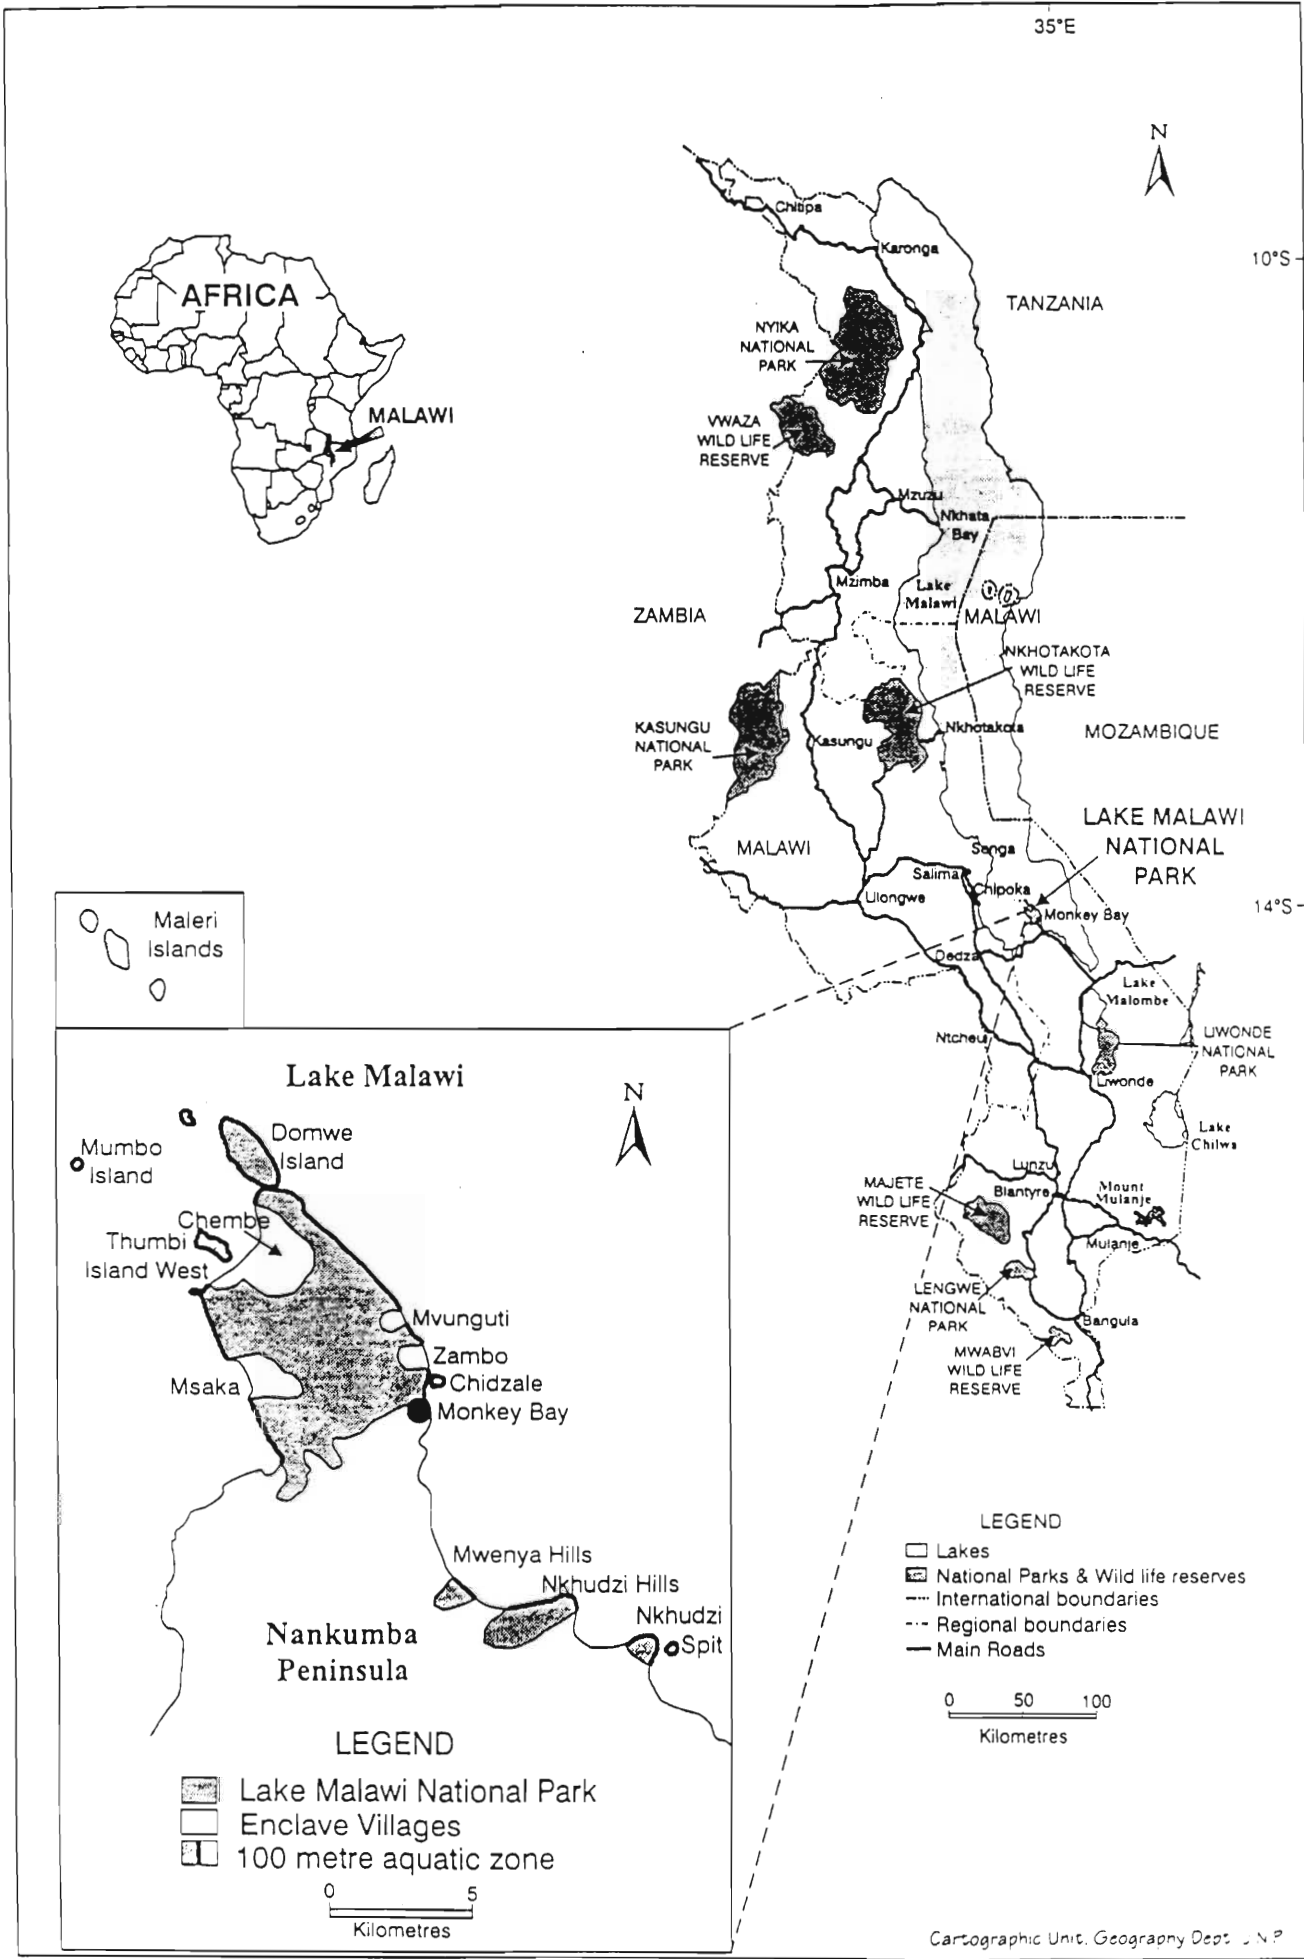 35°E
N
Chitipa
Karonga
10°S
AFRICA
TANZANIA
NYIKA
NATIONAL
PARK
MALAWI
VWAZA
WILD LIFE
RESERVE
Mzuzu
Nkhata
Bay
Mzimba
Lake
Malawi
ZAMBIA
MALAWI
NKHOTAKOTA
WILD LIFE
RESERVE
KASUNGU
NATIONAL
PARK
Kasungu
Nkhotakota
MOZAMBIQUE
LAKE MALAWI
NATIONAL
PARK
MALAWI
Senga
Salima
Chipoka
Ulongwe
Monkey Bay
14°S
Maleri
Islands
Dedza
Lake
Malombe
Ntcheu
LIWONDE
NATIONAL
PARK
Liwonde
Lake
Chilwa
Lunzu
MAJETE
WILD LIFE
RESERVE
Blantyre
Mount
Mulanje
Mulanje
LENGWE
NATIONAL
PARK
Bangula
MWABVI
WILD LIFE
RESERVE
Lake Malawi
N
Domwe
Island
Mumbo
Island
Chembe
Thumbi
Island West
Mvunguti
Zambo
Msaka
Chidzale
Monkey Bay
Mwenya Hills
Nkhudzi Hills
Nkhudzi
Spit
Nankumba
Peninsula
LEGEND
Lake Malawi National Park
Enclave Villages
100 metre aquatic zone
0 5
Kilometres
LEGEND
Lakes
National Parks & Wild life reserves
International boundaries
Regional boundaries
Main Roads
0 50 100
Kilometres
Cartographic Unit, Geography Dept